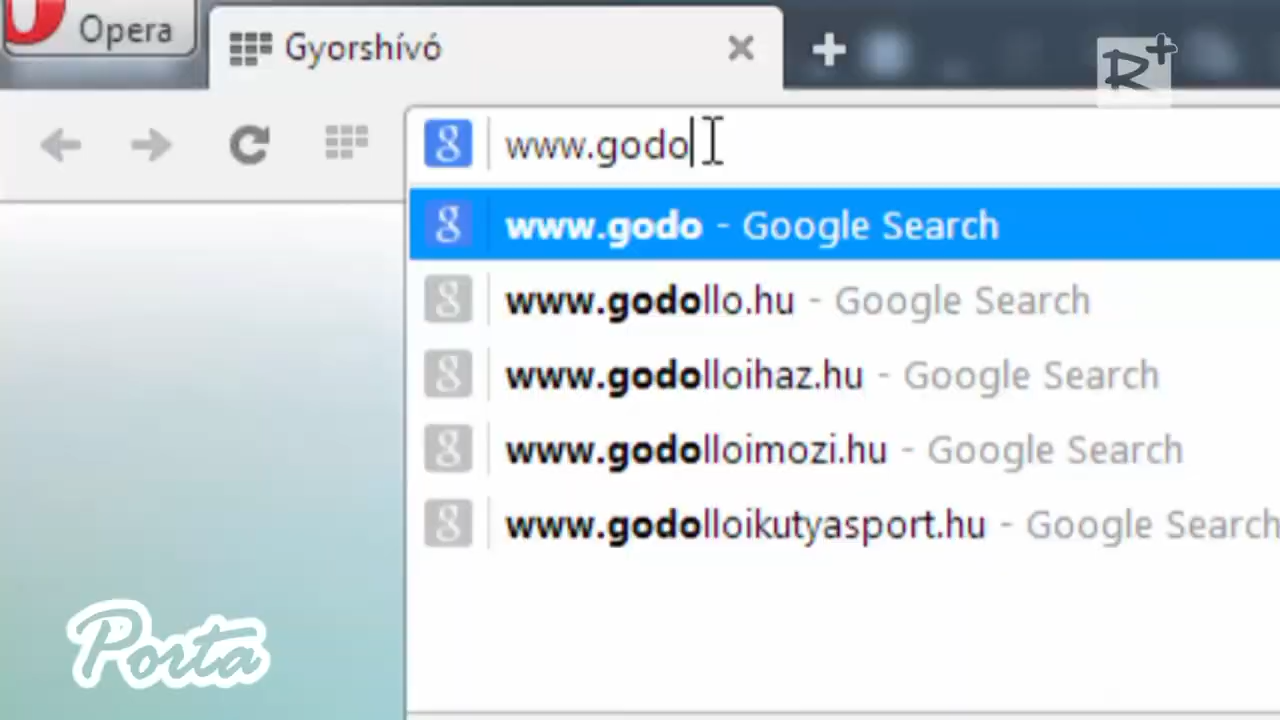 Opera
Gyorshívó
R+
www.godo
www.godo - Google Search
www.godollo.hu - Google Search
www.godolloihaz.hu - Google Search
www.godolloimozi.hu - Google Search
www.godolloikutyasport.hu - Google Search
Porta